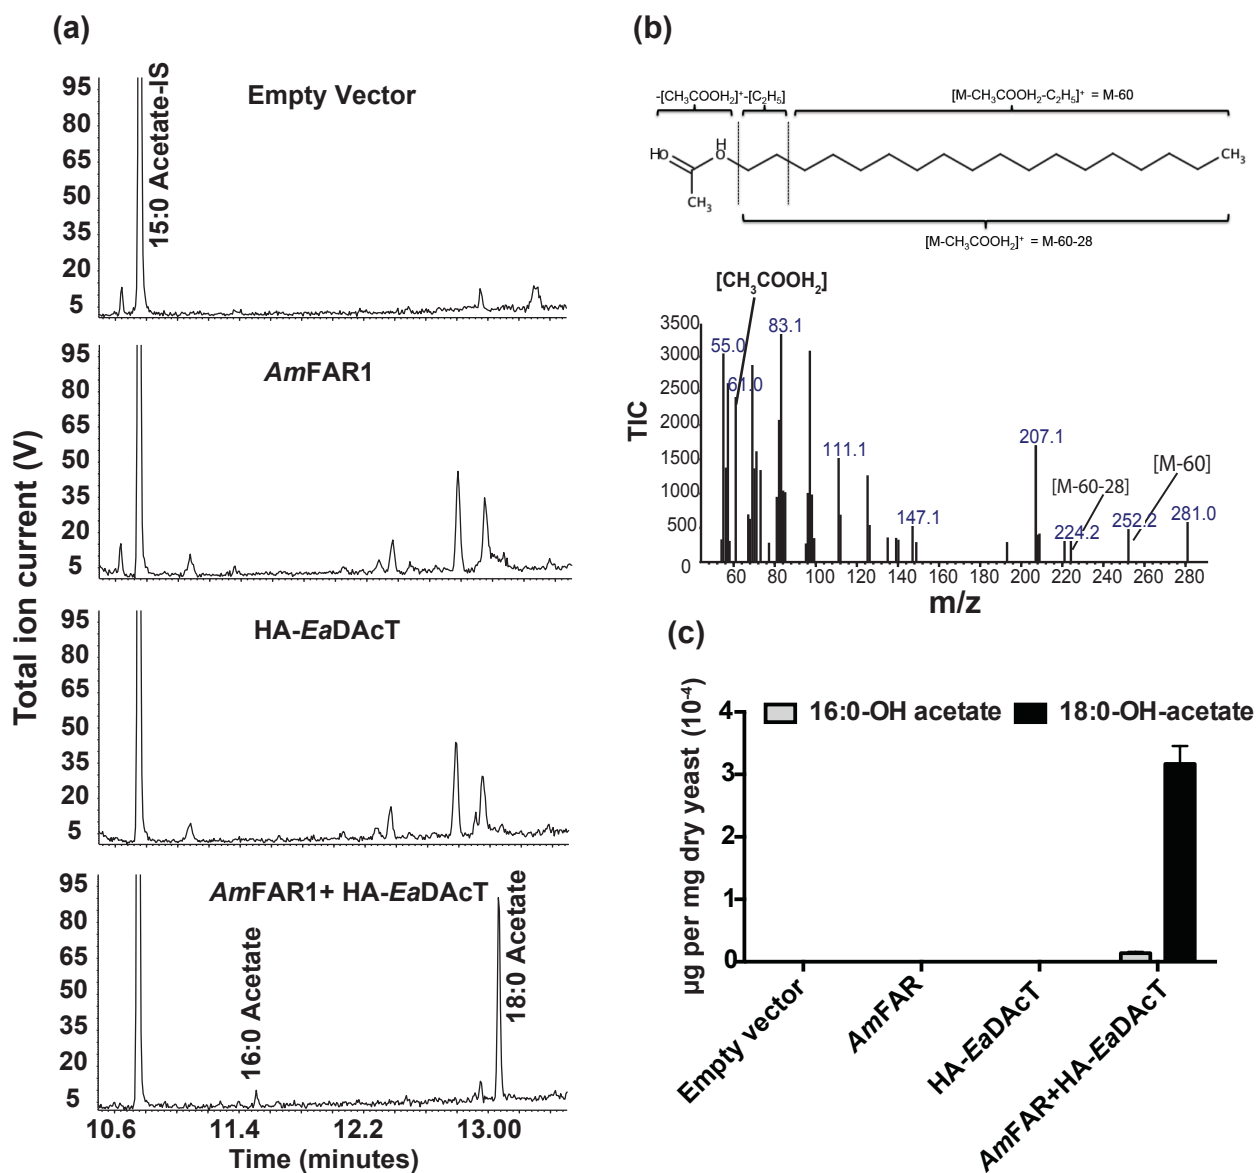 (a)
95
80
65
50
35
20
5
Empty Vector
15:0 Acetate-IS
95
80
65
50
35
20
5
AmFAR1
95
80
65
50
35
20
5
HA-EaDAcT
95
80
65
50
35
20
5
AmFAR1+ HA-EaDAcT
16:0 Acetate
18:0 Acetate
Total ion current (V)
10.6 11.4 12.2 13.00
Time (minutes)
(b)
-[CH₃COOH₂]⁺-[C₂H₅]
[M-CH₃COOH₂-C₂H₅]⁺ = M-60
HO
H
O
CH₃
CH₃
[M-CH₃COOH₂]⁺ = M-60-28
[CH₃COOH₂]
3500
3000
2500
2000
1500
1000
500
0
TIC
55.0
61.0
83.1
111.1
147.1
207.1
[M-60-28]
224.2
[M-60]
252.2
281.0
60 80 100 120 140 160 180 200 220 240 260 280
m/z
(c)
16:0-OH acetate
18:0-OH-acetate
µg per mg dry yeast (10⁻⁴)
4
3
2
1
0
Empty vector
AmFAR
HA-EaDAcT
AmFAR+HA-EaDAcT